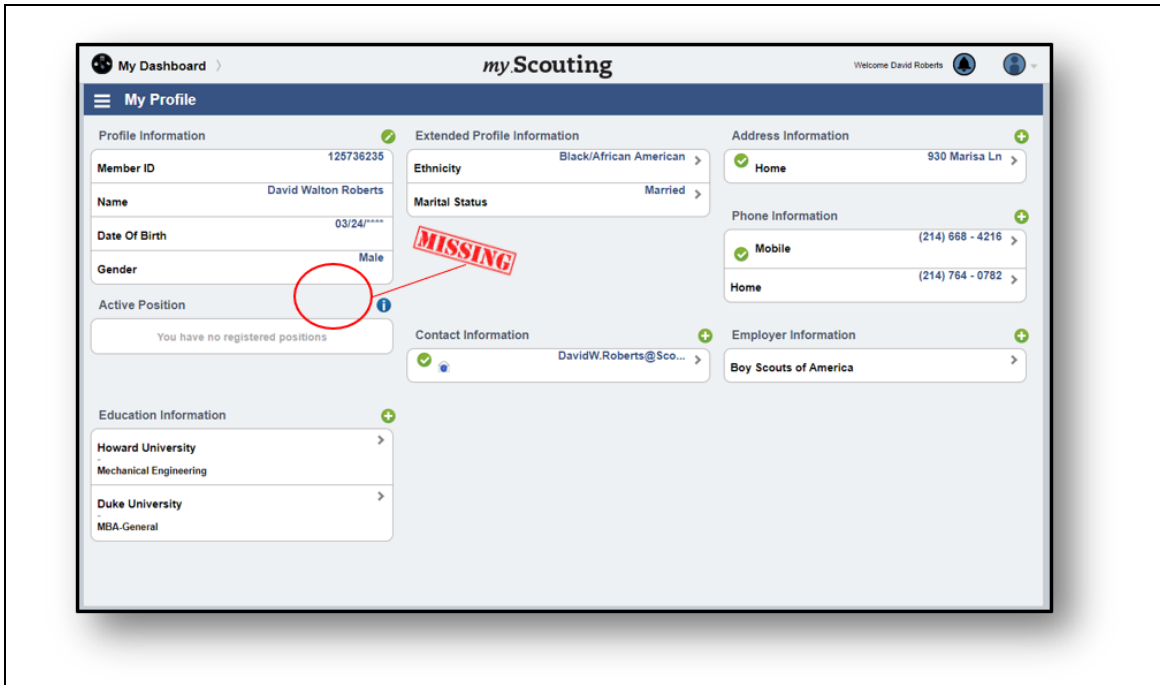 My Dashboard
my.Scouting
Welcome David Roberts
My Profile
Profile Information
Member ID
125736235
Name
David Walton Roberts
Date Of Birth
03/24/****
Gender
Male
Active Position
You have no registered positions
Education Information
Howard University
-
Mechanical Engineering
Duke University
-
MBA-General
Extended Profile Information
Ethnicity
Black/African American
Marital Status
Married
MISSING
Contact Information
DavidW.Roberts@Sco...
Address Information
Home
930 Marisa Ln
Phone Information
Mobile
(214) 668 - 4216
Home
(214) 764 - 0782
Employer Information
Boy Scouts of America